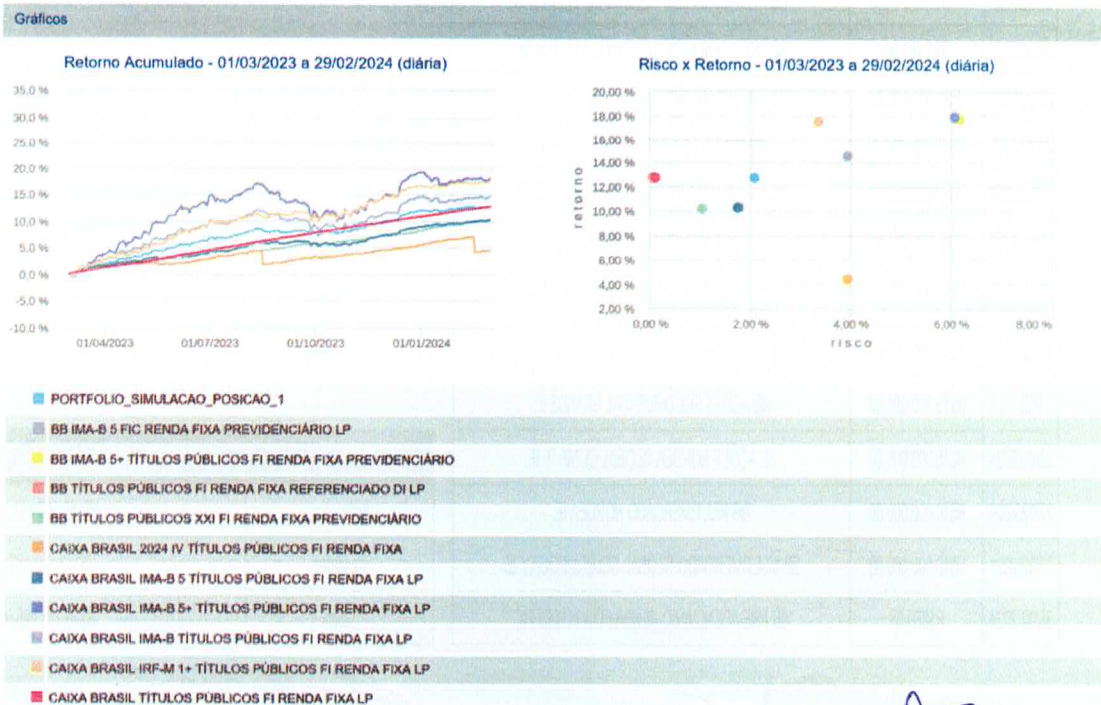 Gráficos
Retorno Acumulado - 01/03/2023 a 29/02/2024 (diária)
35.0 %
30.0 %
25.0 %
20.0 %
15.0 %
10.0 %
5.0 %
0,0 %
-5.0 %
-10.0 %
01/04/2023
01/07/2023
01/10/2023
01/01/2024
Risco x Retorno - 01/03/2023 a 29/02/2024 (diária)
20,00 %
18,00 %
16,00 %
14,00 %
12,00 %
10,00 %
8,00 %
6,00 %
4,00 %
2,00 %
retorno
0,00 %
2,00 %
4,00 %
6,00 %
8,00 %
risco
PORTFOLIO_SIMULACAO_POSICAO_1
BB IMA-B 5 FIC RENDA FIXA PREVIDENCIÁRIO LP
BB IMA-B 5+ TÍTULOS PÚBLICOS FI RENDA FIXA PREVIDENCIÁRIO
BB TÍTULOS PÚBLICOS FI RENDA FIXA REFERENCIADO DI LP
BB TÍTULOS PÚBLICOS XXI FI RENDA FIXA PREVIDENCIÁRIO
CAIXA BRASIL 2024 IV TÍTULOS PÚBLICOS FI RENDA FIXA
CAIXA BRASIL IMA-B 5 TÍTULOS PÚBLICOS FI RENDA FIXA LP
CAIXA BRASIL IMA-B 5+ TÍTULOS PÚBLICOS FI RENDA FIXA LP
CAIXA BRASIL IMA-B TÍTULOS PÚBLICOS FI RENDA FIXA LP
CAIXA BRASIL IRF-M 1+ TÍTULOS PÚBLICOS FI RENDA FIXA LP
CAIXA BRASIL TÍTULOS PÚBLICOS FI RENDA FIXA LP